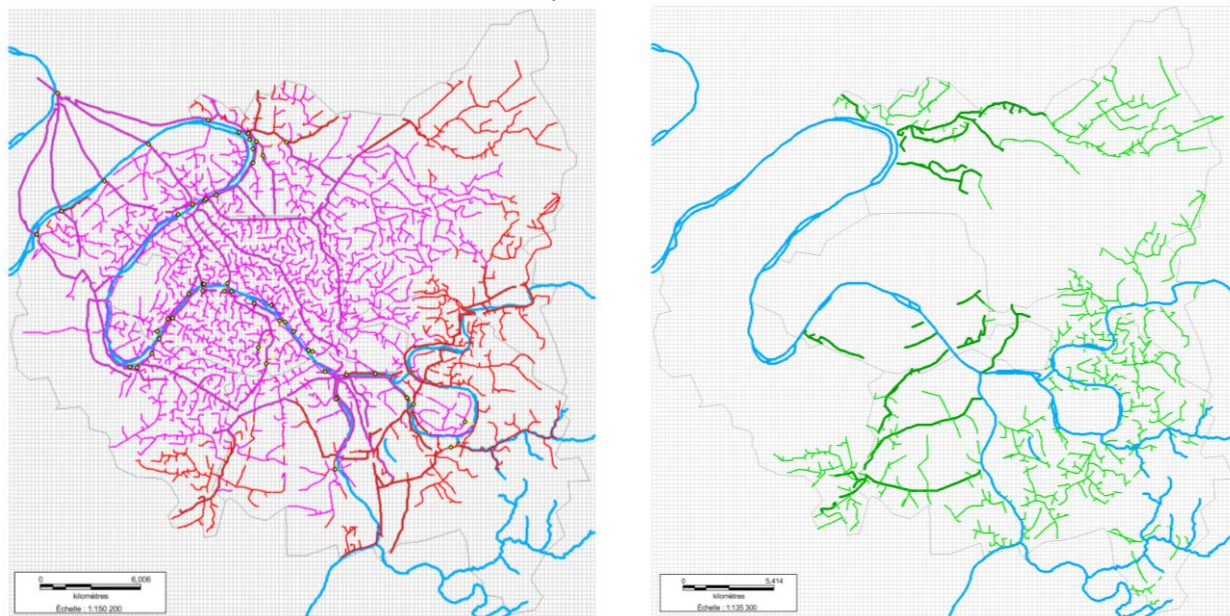 0 6,006
kilomètres
Échelle : 1:150 200
0 5,414
kilomètres
Échelle : 1:135 300